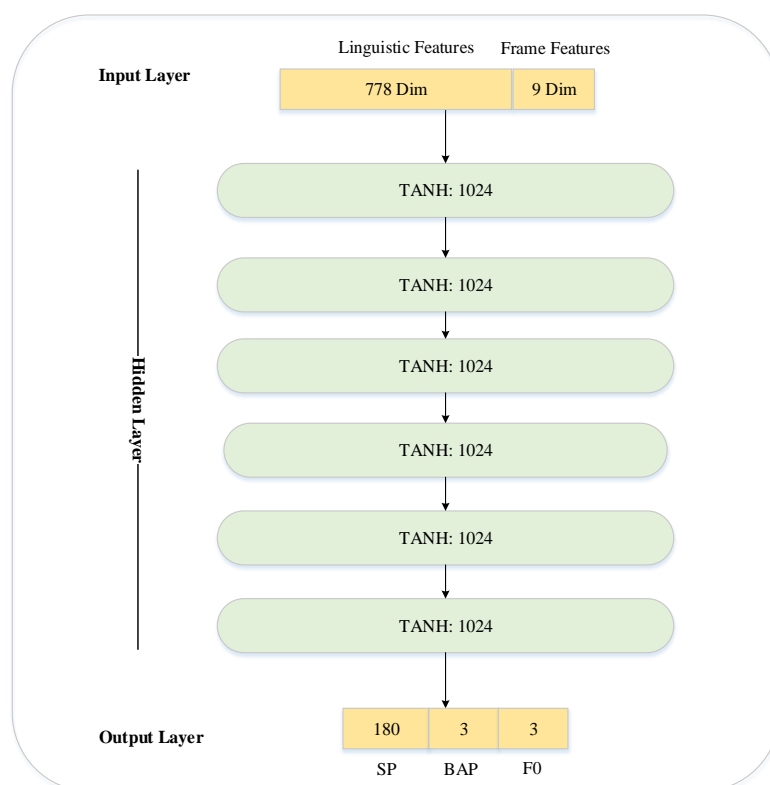 Linguistic Features Frame Features
Input Layer
778 Dim 9 Dim
TANH: 1024
TANH: 1024
TANH: 1024
Hidden Layer
TANH: 1024
TANH: 1024
TANH: 1024
Output Layer
180 3 3
SP BAP F0